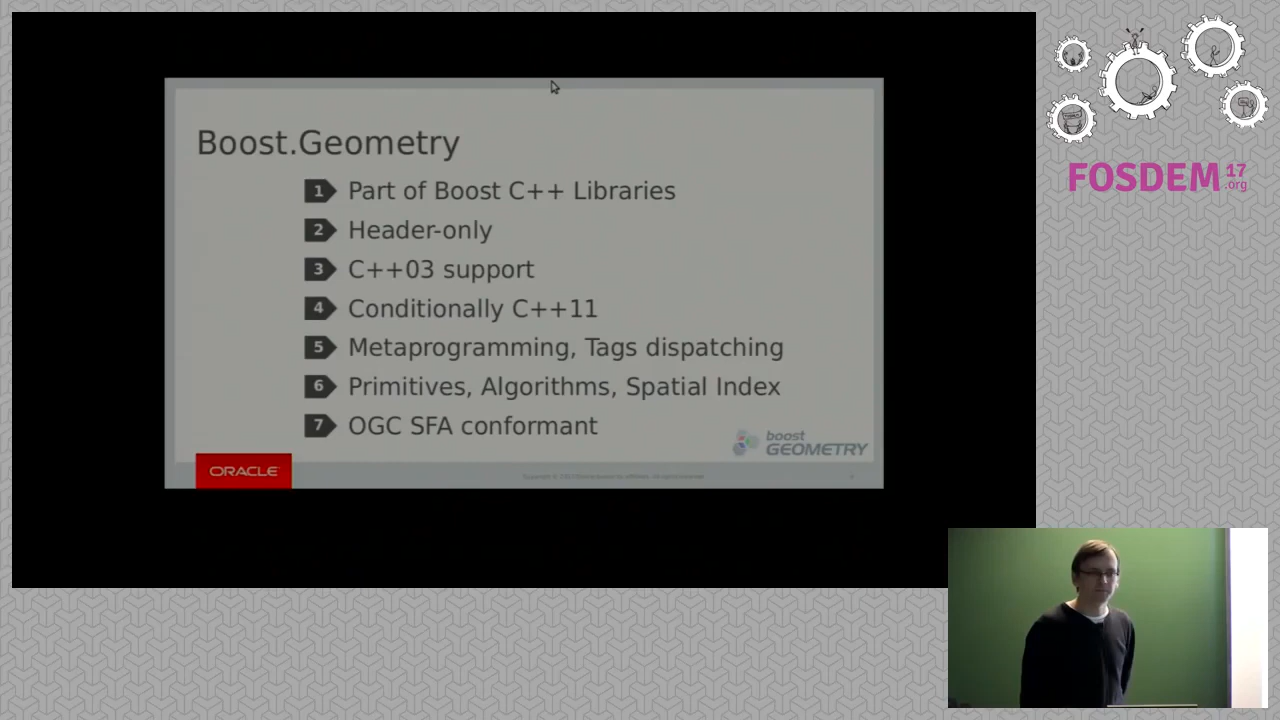 Boost.Geometry
1 Part of Boost C++ Libraries
2 Header-only
3 C++03 support
4 Conditionally C++11
5 Metaprogramming, Tags dispatching
6 Primitives, Algorithms, Spatial Index
7 OGC SFA conformant
boost
GEOMETRY
ORACLE
FOSDEM 17
.org